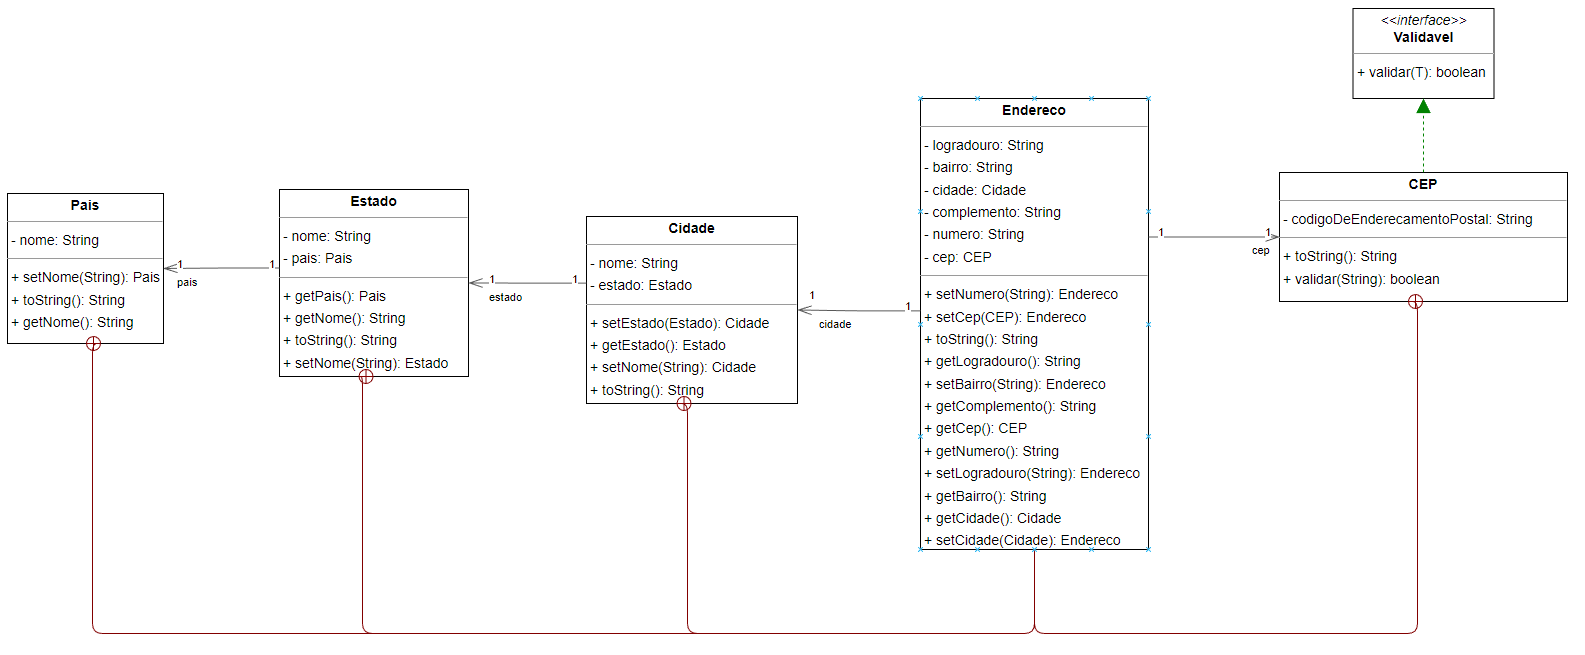 <<interface>>
Validavel
+ validar(T): boolean
Endereco
- logradouro: String
- bairro: String
- cidade: Cidade
- complemento: String
- numero: String
- cep: CEP
+ setNumero(String): Endereco
+ setCep(CEP): Endereco
+ toString(): String
+ getLogradouro(): String
+ setBairro(String): Endereco
+ getComplemento(): String
+ getCep(): CEP
+ getNumero(): String
+ setLogradouro(String): Endereco
+ getBairro(): String
+ getCidade(): Cidade
+ setCidade(Cidade): Endereco
CEP
- codigoDeEnderecamentoPostal: String
+ toString(): String
+ validar(String): boolean
1
1
cep
Pais
- nome: String
+ setNome(String): Pais
+ toString(): String
+ getNome(): String
1
1
pais
Estado
- nome: String
- pais: Pais
+ getPais(): Pais
+ getNome(): String
+ toString(): String
+ setNome(String): Estado
1
1
estado
Cidade
- nome: String
- estado: Estado
+ setEstado(Estado): Cidade
+ getEstado(): Estado
+ setNome(String): Cidade
+ toString(): String
1
1
cidade